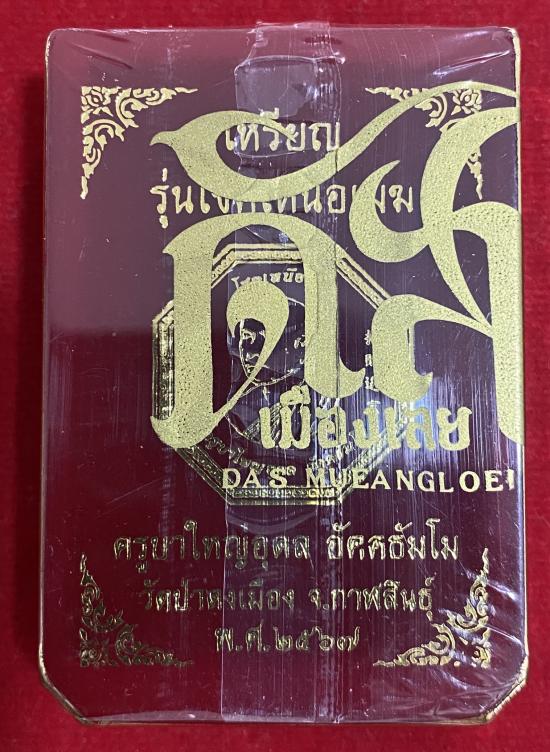 เหรียญ
ดัส
เมืองเลย
DAS MUEANGLOEI
ครูบาใหญ่อุดล อัคคธัมโม
วัดป่าดงเมือง จ.กาฬสินธุ์
พ.ศ.๒๕๖๗